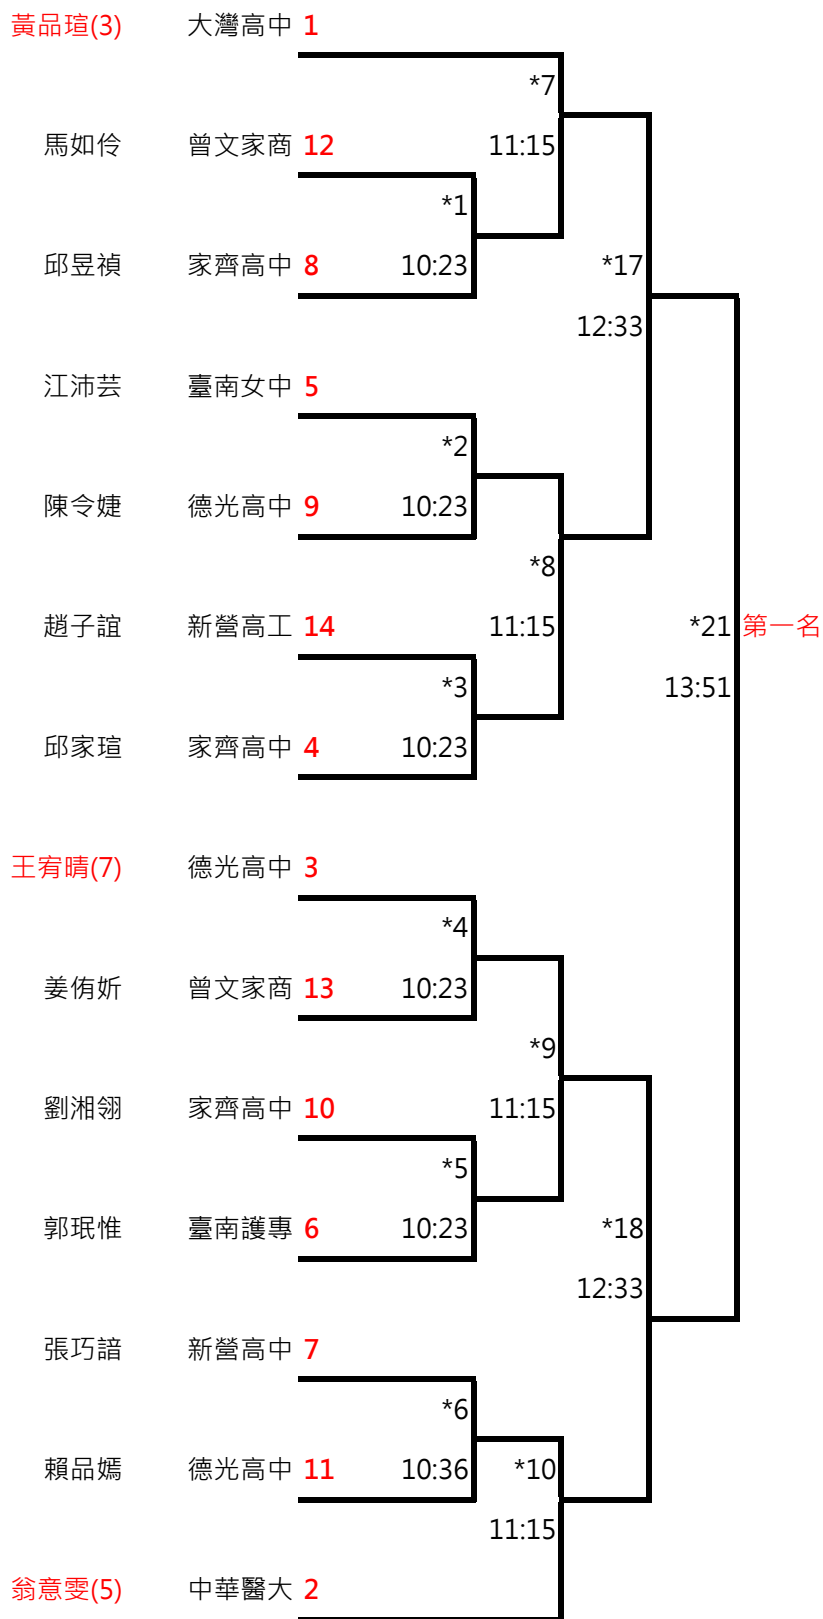 黃品瑄(3) 大灣高中 1
*7
馬如伶 曾文家商 12 11:15
*1
邱昱禎 家齊高中 8 10:23 *17
12:33
江沛芸 臺南女中 5
*2
陳令婕 德光高中 9 10:23
*8
趙子誼 新營高工 14 11:15 *21 第一名
*3 13:51
邱家瑄 家齊高中 4 10:23
王宥晴(7) 德光高中 3
*4
姜侑妡 曾文家商 13 10:23
*9
劉湘翎 家齊高中 10 11:15
*5
郭珉惟 臺南護專 6 10:23 *18
12:33
張巧諳 新營高中 7
*6
賴品嫣 德光高中 11 10:36 *10
11:15
翁意雯(5) 中華醫大 2